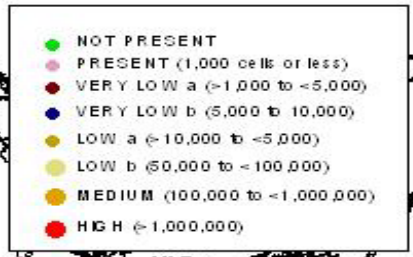 NOT PRESENT
PRESENT (1,000 cells or less)
VERY LOW a (>1,000 to <5,000)
VERY LOW b (5,000 to 10,000)
LOW a (>10,000 to <5,000)
LOW b (50,000 to <100,000)
MEDIUM (100,000 to <1,000,000)
HIGH (>1,000,000)